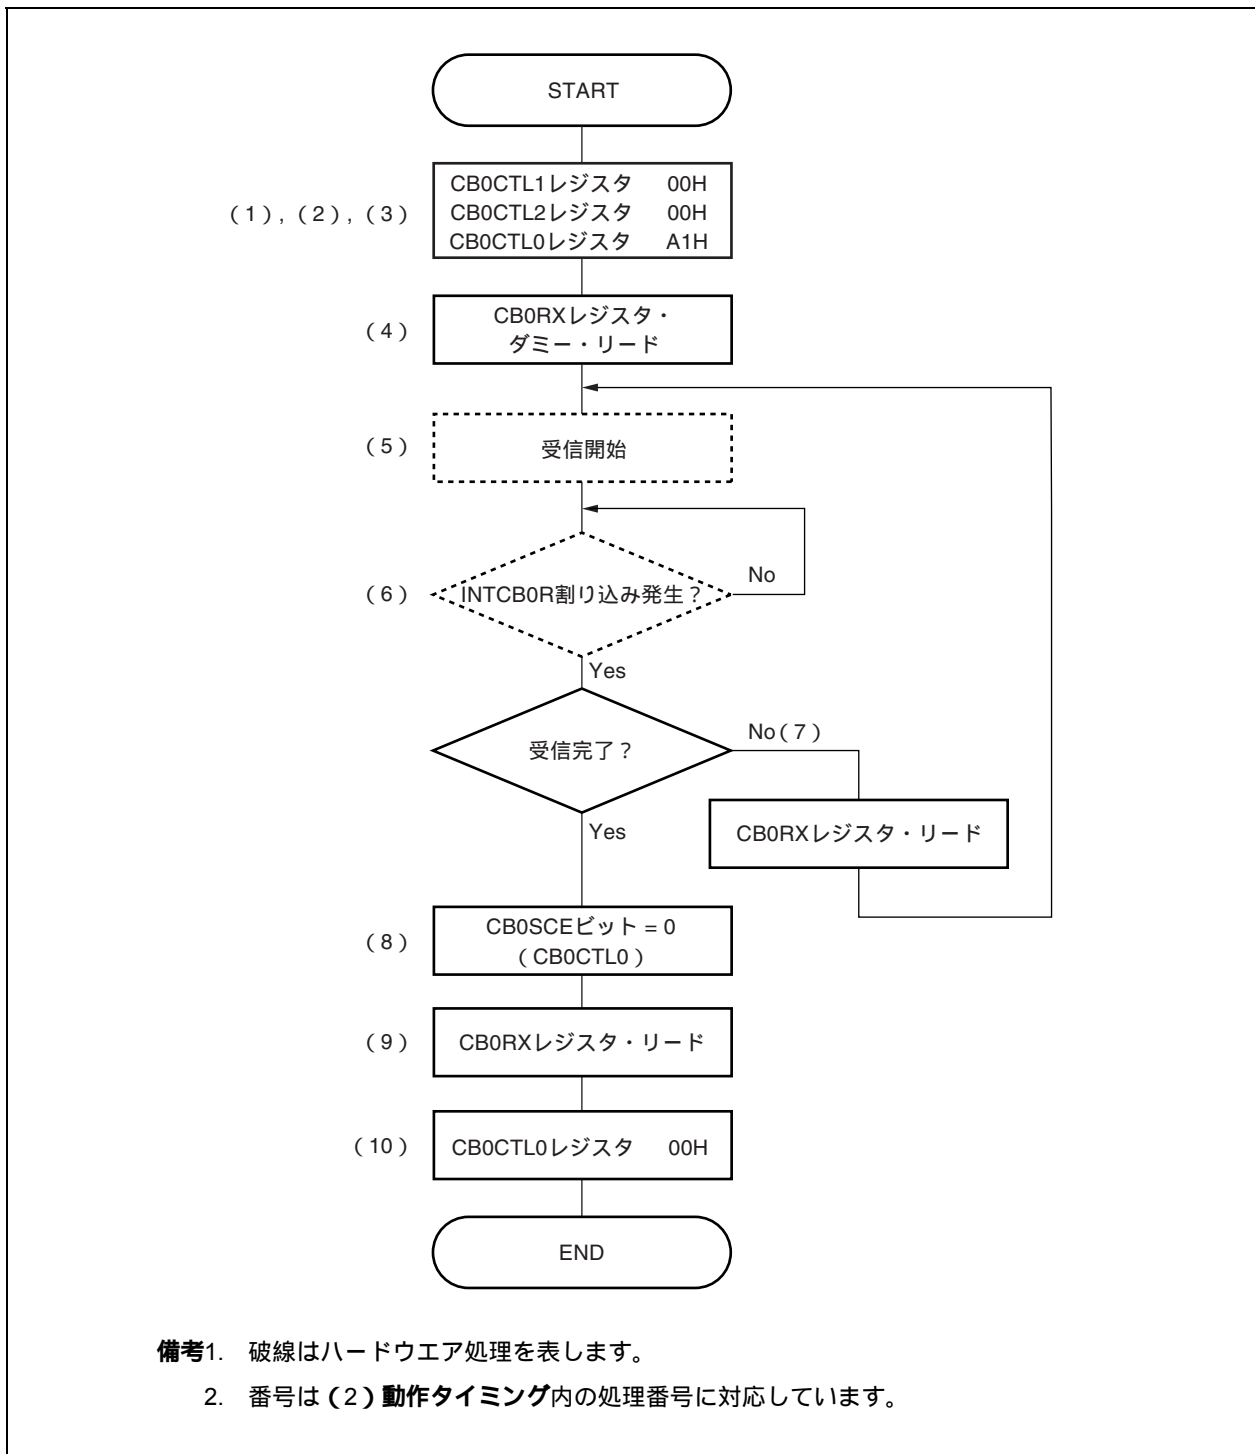 START
(1), (2), (3)
CB0CTL1レジスタ 00H
CB0CTL2レジスタ 00H
CB0CTL0レジスタ A1H
(4)
CB0RXレジスタ・
ダミー・リード
(5)
受信開始
(6)
INTCB0R割り込み発生？
No
Yes
受信完了？
No(7)
Yes
CB0RXレジスタ・リード
(8)
CB0SCEビット = 0
(CB0CTL0)
(9)
CB0RXレジスタ・リード
(10)
CB0CTL0レジスタ 00H
END
備考1. 破線はハードウエア処理を表します。
2. 番号は(2)動作タイミング内の処理番号に対応しています。